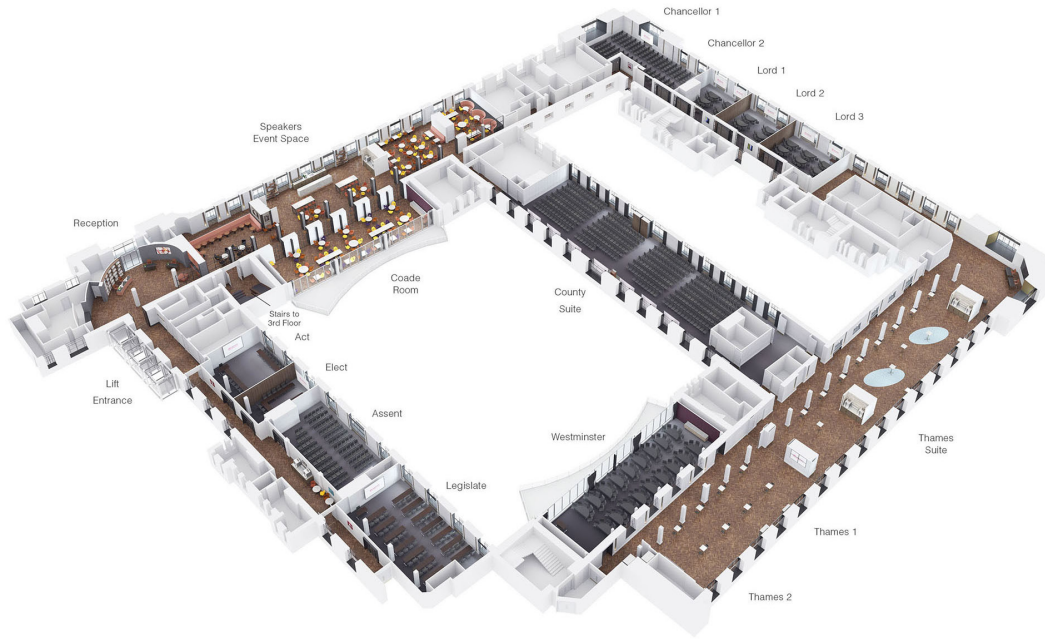 Chancellor 1
Chancellor 2
Lord 1
Lord 2
Lord 3
Speakers
Event Space
Reception
Coade
Room
County
Suite
Stairs to
3rd Floor
Act
Elect
Lift
Entrance
Assent
Westminster
Thames
Suite
Legislate
Thames 1
Thames 2